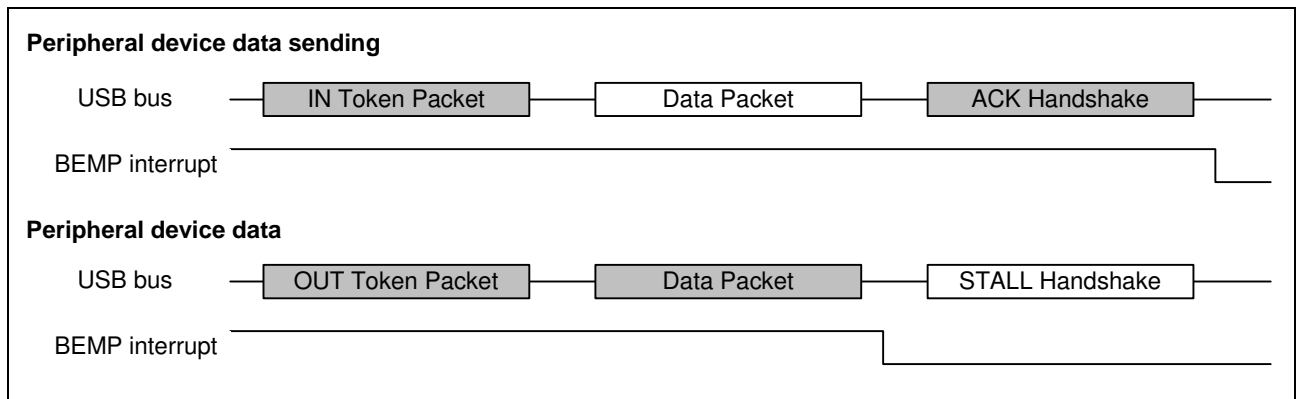 Peripheral device data sending
USB bus IN Token Packet Data Packet ACK Handshake
BEMP interrupt
Peripheral device data
USB bus OUT Token Packet Data Packet STALL Handshake
BEMP interrupt